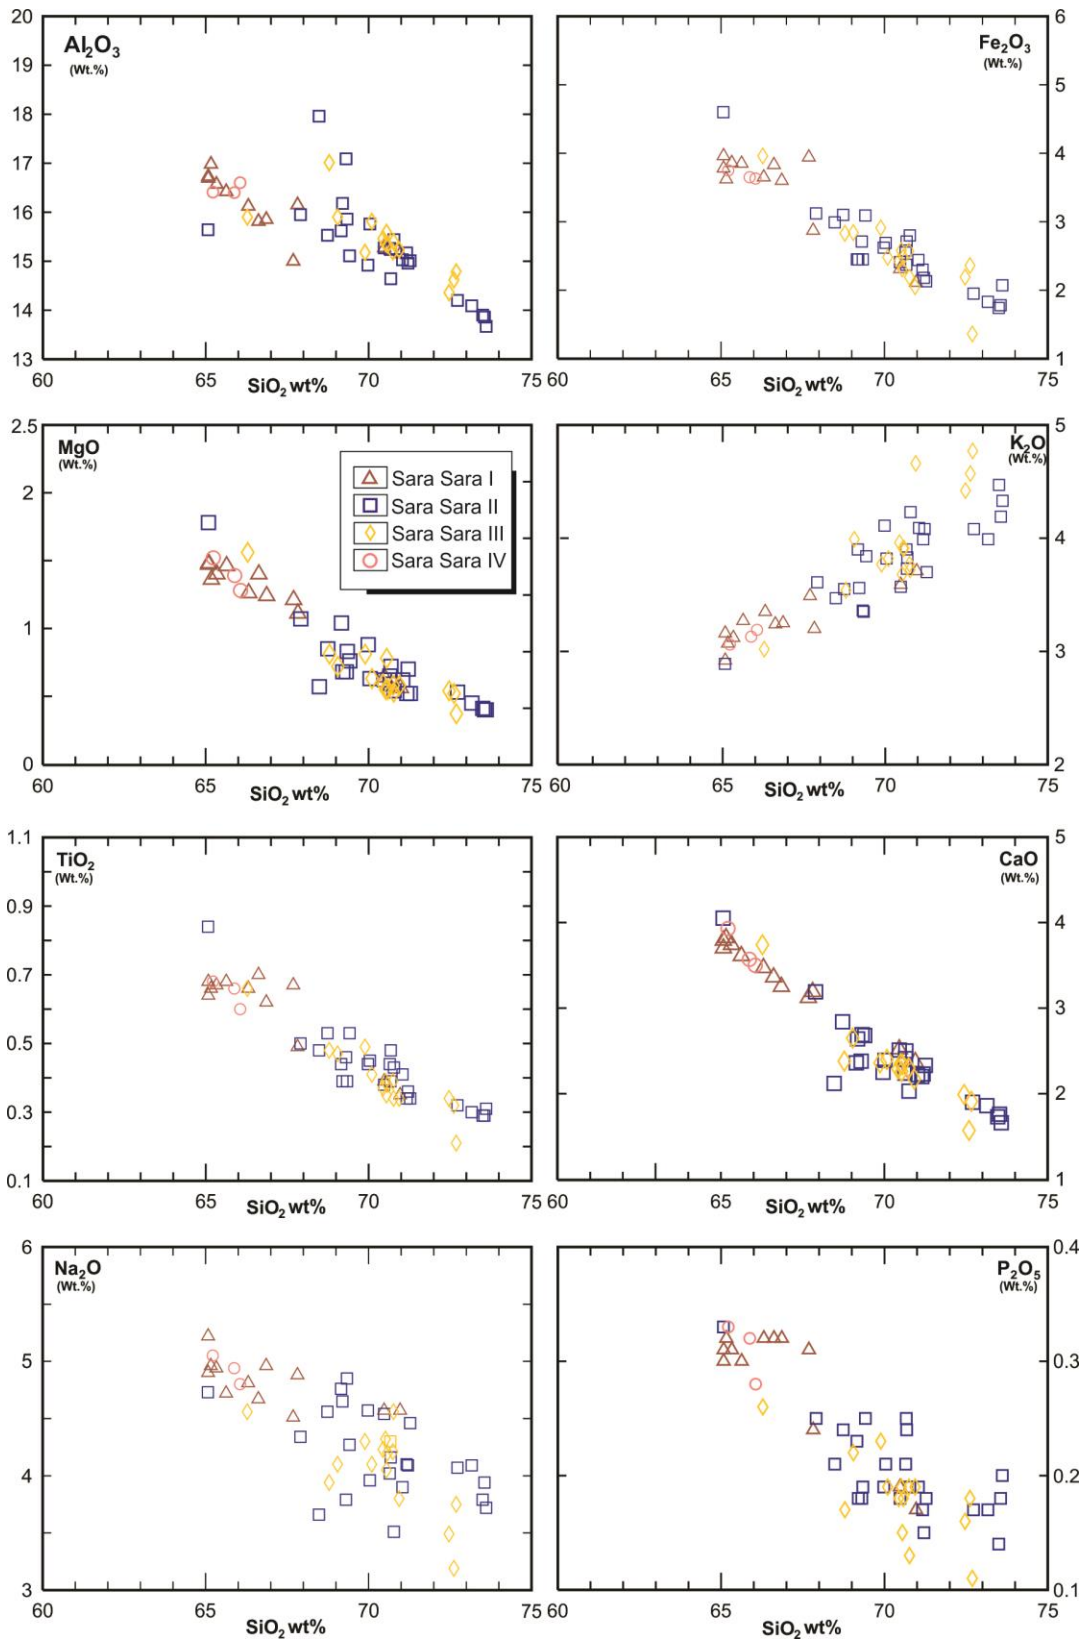 20
19
18
17
16
15
14
13
Al₂O₃
(Wt.%)
60
65
70
75
SiO₂ wt%
6
5
4
3
2
1
Fe₂O₃
(Wt.%)
60
65
70
75
SiO₂ wt%
2.5
2
1
0
MgO
(Wt.%)
Sara Sara I
Sara Sara II
Sara Sara III
Sara Sara IV
60
65
70
75
SiO₂ wt%
5
4
3
2
K₂O
(Wt.%)
60
65
70
75
SiO₂ wt%
1.1
0.9
0.7
0.5
0.3
0.1
TiO₂
(Wt.%)
60
65
70
75
SiO₂ wt%
5
4
3
2
1
CaO
(Wt.%)
60
65
70
75
SiO₂ wt%
6
5
4
3
Na₂O
(Wt.%)
60
65
70
75
SiO₂ wt%
0.4
0.3
0.2
0.1
P₂O₅
(Wt.%)
60
65
70
75
SiO₂ wt%